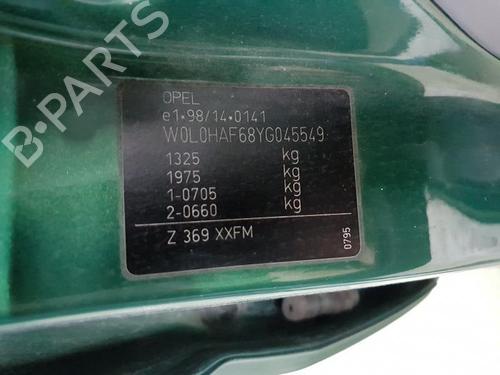 OPEL
e1*98/14*0141
W0L0HAF68YG045549
1325 kg
1975 kg
1-0705 kg
2-0660 kg
Z 369 XXFM
0795